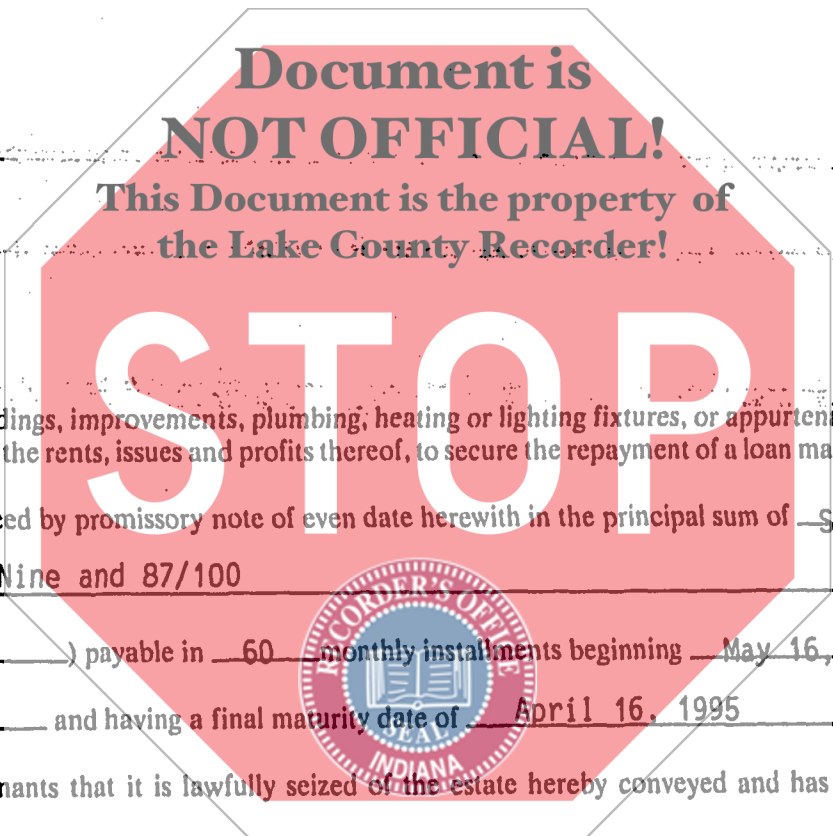 Document is
NOT OFFICIAL!
This Document is the property of
the Lake County Recorder!
STOP
dings, improvements, plumbing, heating or lighting fixtures, or appurten
the rents, issues and profits thereof, to secure the repayment of a loan ma
ced by promissory note of even date herewith in the principal sum of S
Nine and 87/100
) payable in 60 monthly installments beginning May 16,
and having a final maturity date of April 16, 1995
nants that it is lawfully seized of the estate hereby conveyed and has
RECORDER'S OFFICE
SEAL
INDIANA